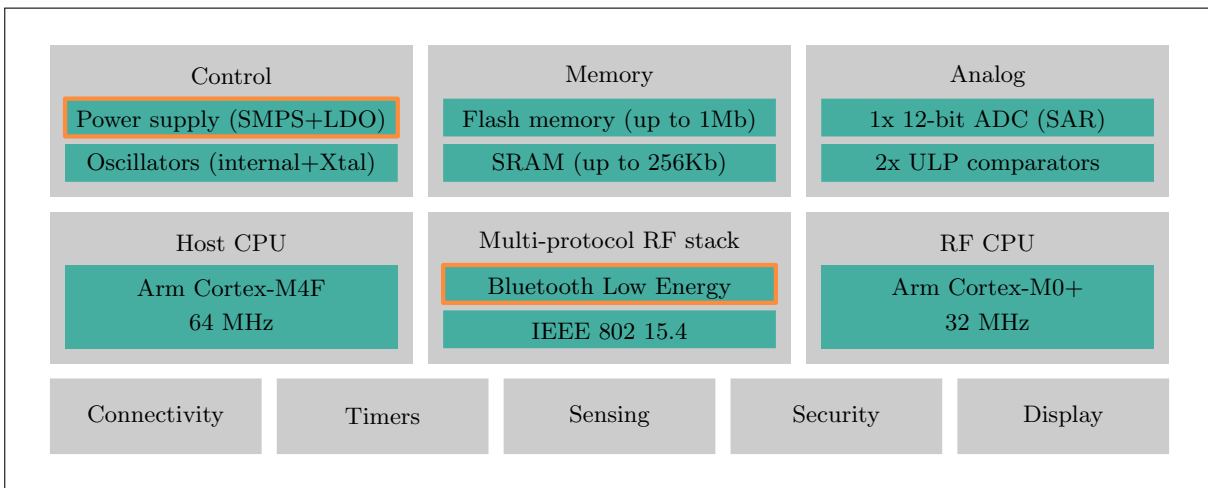 Control
Power supply (SMPS+LDO)
Oscillators (internal+Xtal)
Memory
Flash memory (up to 1Mb)
SRAM (up to 256Kb)
Analog
1x 12-bit ADC (SAR)
2x ULP comparators
Host CPU
Arm Cortex-M4F
64 MHz
Multi-protocol RF stack
Bluetooth Low Energy
IEEE 802 15.4
RF CPU
Arm Cortex-M0+
32 MHz
Connectivity
Timers
Sensing
Security
Display